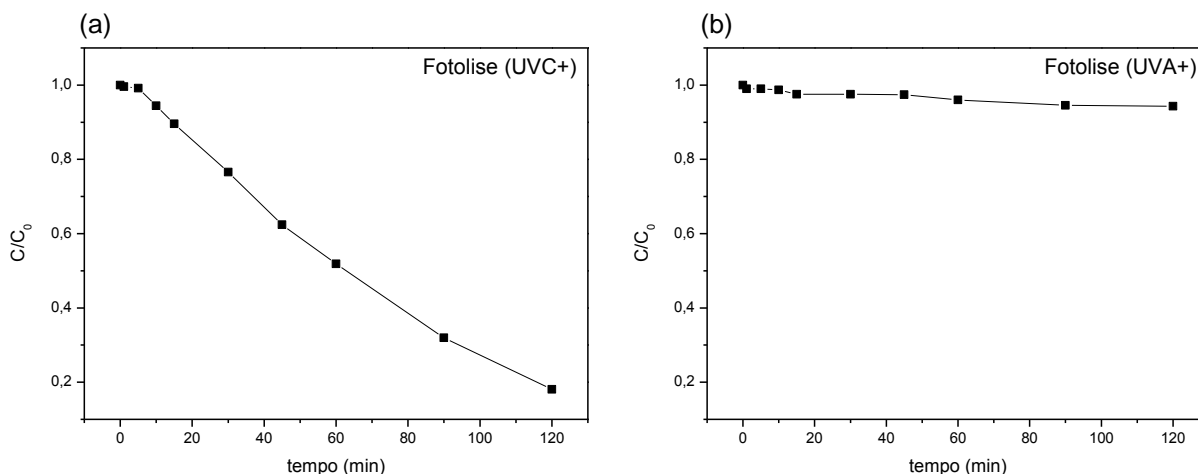 (a)
Fotolise (UVC+)
1,0
0,8
0,6
0,4
0,2
C/C₀
0 20 40 60 80 100 120
tempo (min)
(b)
Fotolise (UVA+)
1,0
0,8
0,6
0,4
0,2
C/C₀
0 20 40 60 80 100 120
tempo (min)